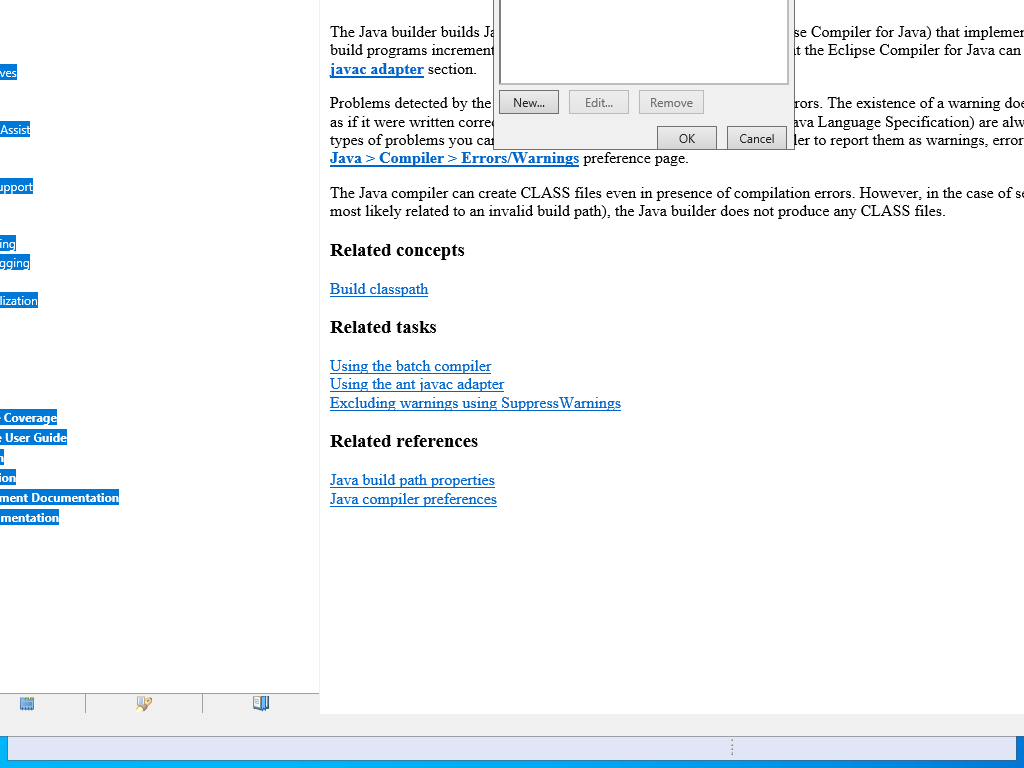 ves
Assist
upport
ing
gging
lization
Coverage
User Guide
ion
ment Documentation
mentation
The Java builder builds Ja
se Compiler for Java) that implemen
build programs increment
t the Eclipse Compiler for Java can
javac adapter section.
Problems detected by the
rors. The existence of a warning doe
as if it were written correc
ava Language Specification) are alw
types of problems you ca
ler to report them as warnings, error
Java > Compiler > Errors/Warnings preference page.
New...
Edit...
Remove
OK
Cancel
The Java compiler can create CLASS files even in presence of compilation errors. However, in the case of se
most likely related to an invalid build path), the Java builder does not produce any CLASS files.
Related concepts
Build classpath
Related tasks
Using the batch compiler
Using the ant javac adapter
Excluding warnings using SuppressWarnings
Related references
Java build path properties
Java compiler preferences